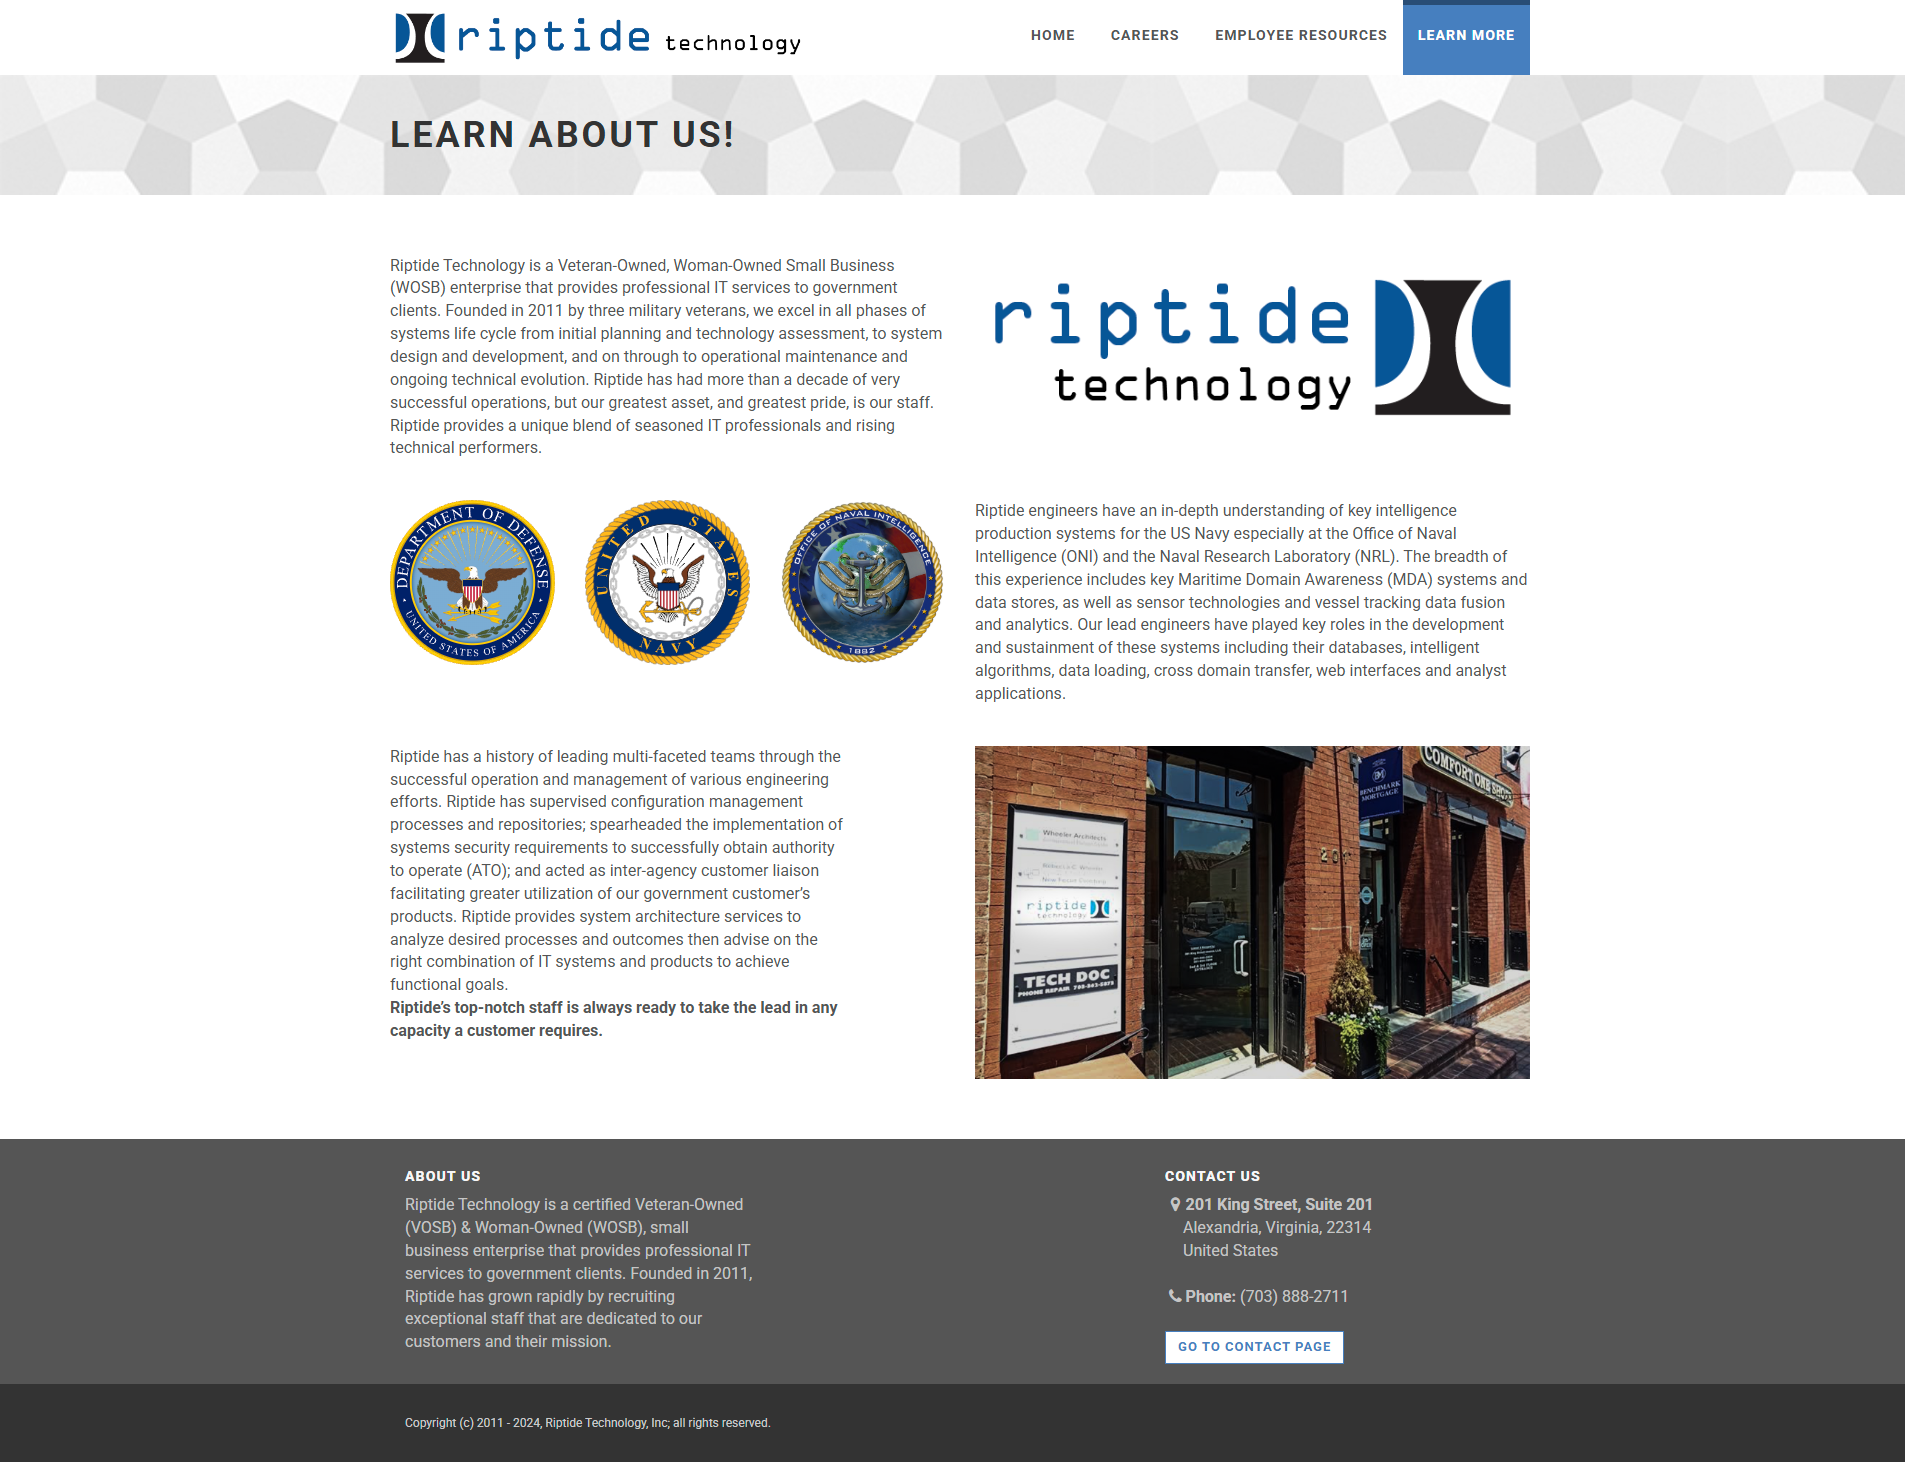 riptide technology
HOME
CAREERS
EMPLOYEE RESOURCES
LEARN MORE
LEARN ABOUT US!
Riptide Technology is a Veteran-Owned, Woman-Owned Small Business
(WOSB) enterprise that provides professional IT services to government
clients. Founded in 2011 by three military veterans, we excel in all phases of
systems life cycle from initial planning and technology assessment, to system
design and development, and on through to operational maintenance and
ongoing technical evolution. Riptide has had more than a decade of very
successful operations, but our greatest asset, and greatest pride, is our staff.
Riptide provides a unique blend of seasoned IT professionals and rising
technical performers.
riptide
technology
DEPARTMENT OF DEFENSE
UNITED STATES OF AMERICA
UNITED STATES
NAVY
OFFICE OF NAVAL INTELLIGENCE
1882
Riptide engineers have an in-depth understanding of key intelligence
production systems for the US Navy especially at the Office of Naval
Intelligence (ONI) and the Naval Research Laboratory (NRL). The breadth of
this experience includes key Maritime Domain Awareness (MDA) systems and
data stores, as well as sensor technologies and vessel tracking data fusion
and analytics. Our lead engineers have played key roles in the development
and sustainment of these systems including their databases, intelligent
algorithms, data loading, cross domain transfer, web interfaces and analyst
applications.
Riptide has a history of leading multi-faceted teams through the
successful operation and management of various engineering
efforts. Riptide has supervised configuration management
processes and repositories; spearheaded the implementation of
systems security requirements to successfully obtain authority
to operate (ATO); and acted as inter-agency customer liaison
facilitating greater utilization of our government customer’s
products. Riptide provides system architecture services to
analyze desired processes and outcomes then advise on the
right combination of IT systems and products to achieve
functional goals.
Riptide’s top-notch staff is always ready to take the lead in any
capacity a customer requires.
COMFORT ONE SHOES
BENCHMARK
MORTGAGE
Wheeler Architects
riptide
technology
TECH DOC
PHONE REPAIR 703-862-5875
ABOUT US
Riptide Technology is a certified Veteran-Owned
(VOSB) & Woman-Owned (WOSB), small
business enterprise that provides professional IT
services to government clients. Founded in 2011,
Riptide has grown rapidly by recruiting
exceptional staff that are dedicated to our
customers and their mission.
CONTACT US
201 King Street, Suite 201
Alexandria, Virginia, 22314
United States
Phone: (703) 888-2711
GO TO CONTACT PAGE
Copyright (c) 2011 - 2024, Riptide Technology, Inc; all rights reserved.